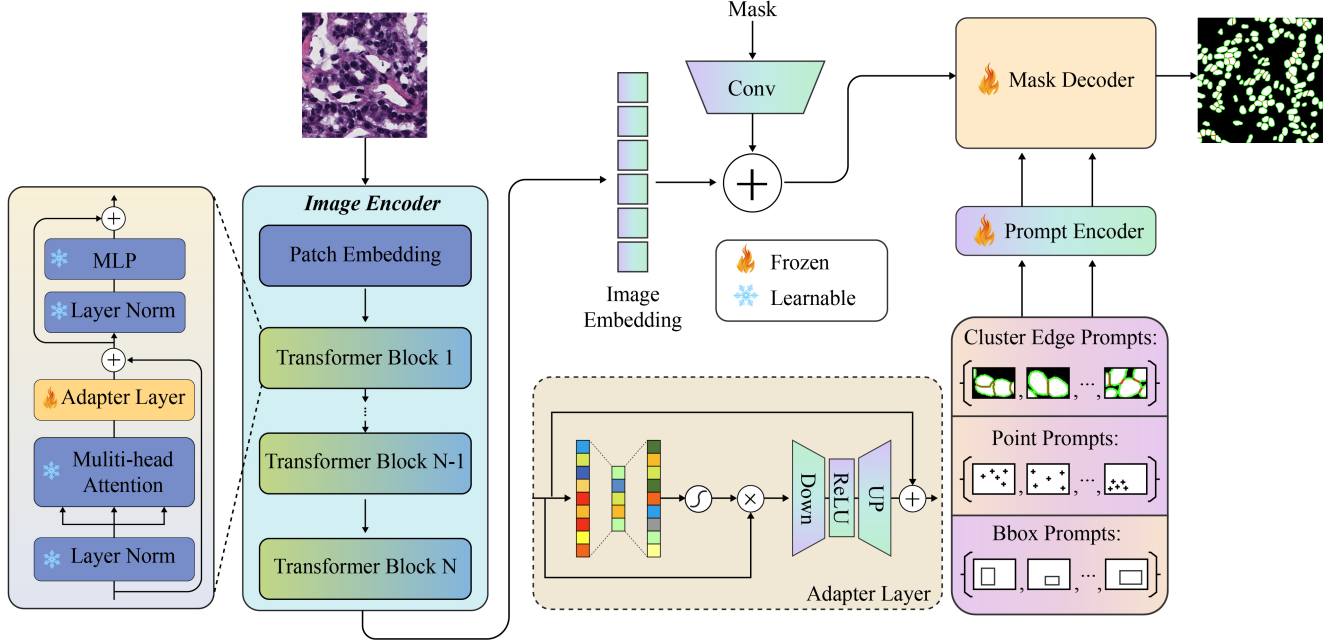 Mask
Conv
Mask Decoder
Prompt Encoder
Image Encoder
Patch Embedding
Transformer Block 1
Transformer Block N-1
Transformer Block N
MLP
Layer Norm
Adapter Layer
Muliti-head
Attention
Layer Norm
Image
Embedding
Frozen
Learnable
Down
ReLU
UP
Adapter Layer
Cluster Edge Prompts:
, , ... ,
Point Prompts:
, , ... ,
Bbox Prompts:
, , ... ,